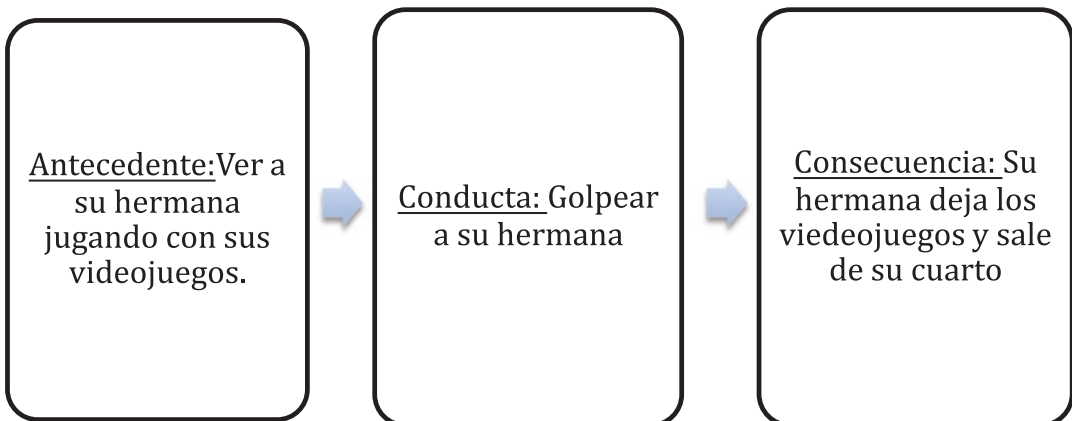 Antecedente:Ver a
su hermana
jugando con sus
videojuegos.
Conducta: Golpear
a su hermana
Consecuencia: Su
hermana deja los
viedeojuegos y sale
de su cuarto